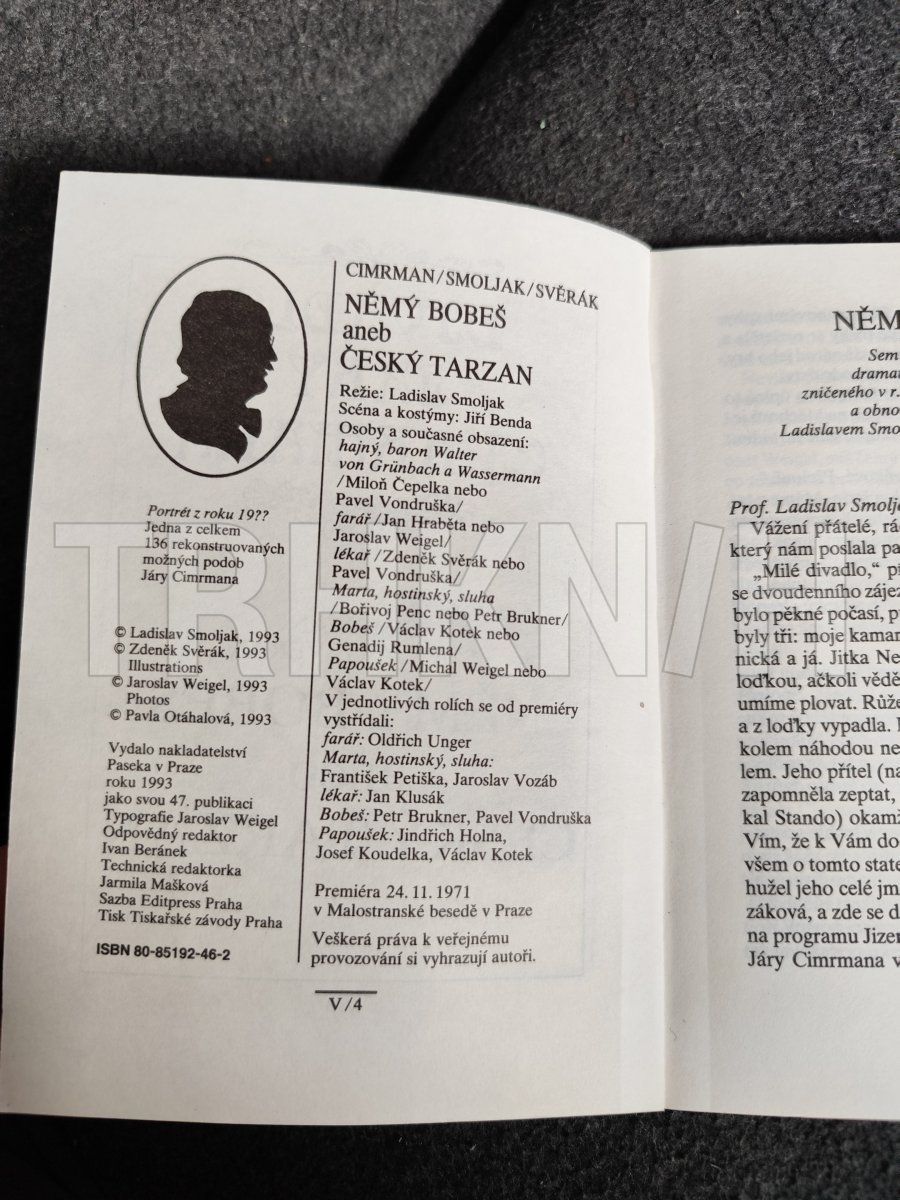 Portrét z roku 19??
Jedna z celkem
136 rekonstruovaných
možných podob
Járy Cimrmana
© Ladislav Smoljak, 1993
© Zdeněk Svěrák, 1993
Illustrations
© Jaroslav Weigel, 1993
Photos
© Pavla Otáhalová, 1993
Vydalo nakladatelství
Paseka v Praze
roku 1993
jako svou 47. publikaci
Typografie Jaroslav Weigel
Odpovědný redaktor
Ivan Beránek
Technická redaktorka
Jarmila Mašková
Sazba Editpress Praha
Tisk Tiskařské závody Praha
ISBN 80-85192-46-2
CIMRMAN/SMOLJAK/SVĚRÁK
NĚMÝ BOBEŠ
aneb
ČESKÝ TARZAN
Režie: Ladislav Smoljak
Scéna a kostýmy: Jiří Benda
Osoby a současné obsazení:
hajný, baron Walter
von Grünbach a Wassermann
/Miloň Čepelka nebo
Pavel Vondruška/
farář /Jan Hraběta nebo
Jaroslav Weigel/
lékař /Zdeněk Svěrák nebo
Pavel Vondruška/
Marta, hostinský, sluha
/Bořivoj Penc nebo Petr Brukner/
Bobeš /Václav Kotek nebo
Genadij Rumlena/
Papoušek /Michal Weigel nebo
Václav Kotek/
V jednotlivých rolích se od premiéry
vystřídali:
farář: Oldřich Unger
Marta, hostinský, sluha:
František Petiška, Jaroslav Vozáb
lékař: Jan Klusák
Bobeš: Petr Brukner, Pavel Vondruška
Papoušek: Jindřich Holna,
Josef Koudelka, Václav Kotek
Premiéra 24. 11. 1971
v Malostranské besedě v Praze
Veškerá práva k veřejnému
provozování si vyhrazují autoři.
V/4
NĚM
Sem
dramat
zničeného v r.
a obno
Ladislavem Smo
Prof. Ladislav Smolja
Vážení přátelé, rá
který nám poslala pa
„Milé divadlo,“ p
se dvoudenního zájez
bylo pěkné počasí, p
byly tři: moje kamar
nická a já. Jitka Ne
loďkou, ačkoli vědě
umíme plovat. Růže
a z loďky vypadla.
kolem náhodou ne
lem. Jeho přítel (na
zapomněla zeptat,
kal Stando) okamž
Vím, že k Vám do
všem o tomto state
hužel jeho celé jm
záková, a zde se d
na programu Jizer
Járy Cimrmana v